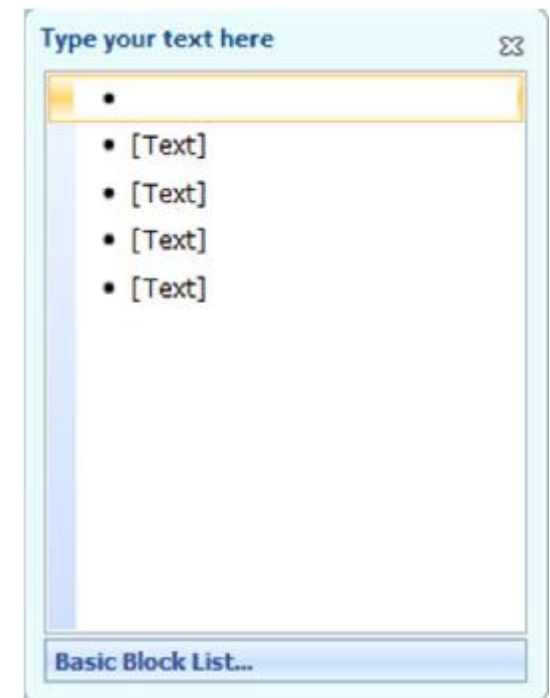 Type your text here
•
• [Text]
• [Text]
• [Text]
• [Text]
Basic Block List...